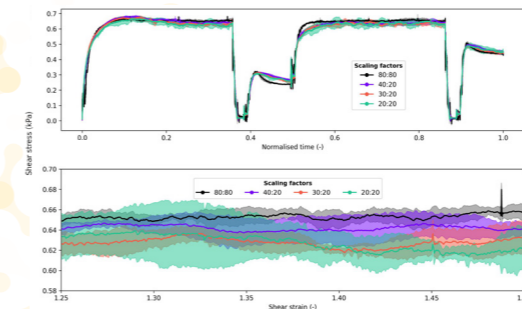 0.7
0.6
0.5
0.4
0.3
0.2
0.1
0.0
Shear stress (kPa)
Scaling factors
80:80
40:20
30:20
20:20
0.0 0.2 0.4 0.6 0.8 1.0
Normalised time (-)
Scaling factors
80:80 40:20 30:20 20:20
0.70
0.68
0.66
0.64
0.62
0.60
0.58
1.25 1.30 1.35 1.40 1.45
Shear strain (-)